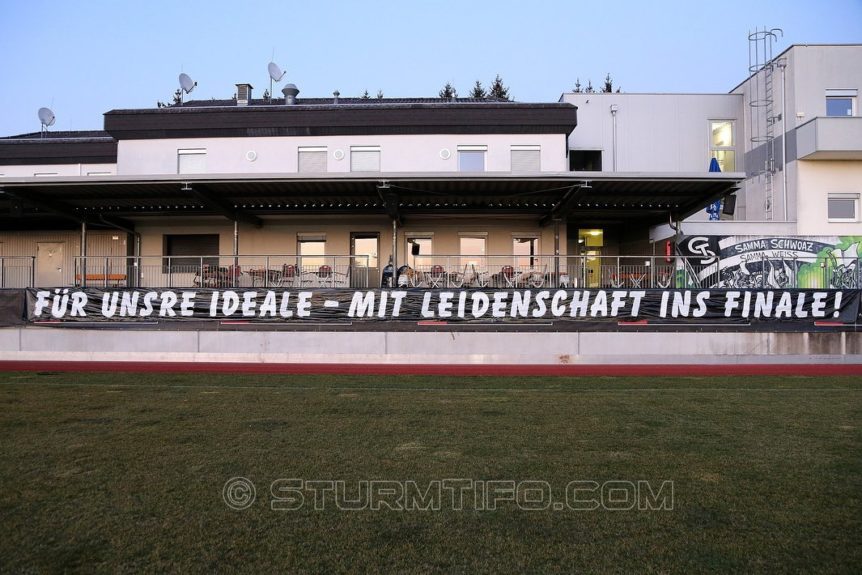 SAMMA SCHWOAZ
SAMMA WEISS
FÜR UNSRE IDEALE - MIT LEIDENSCHAFT INS FINALE!
© STURMTIFO.COM